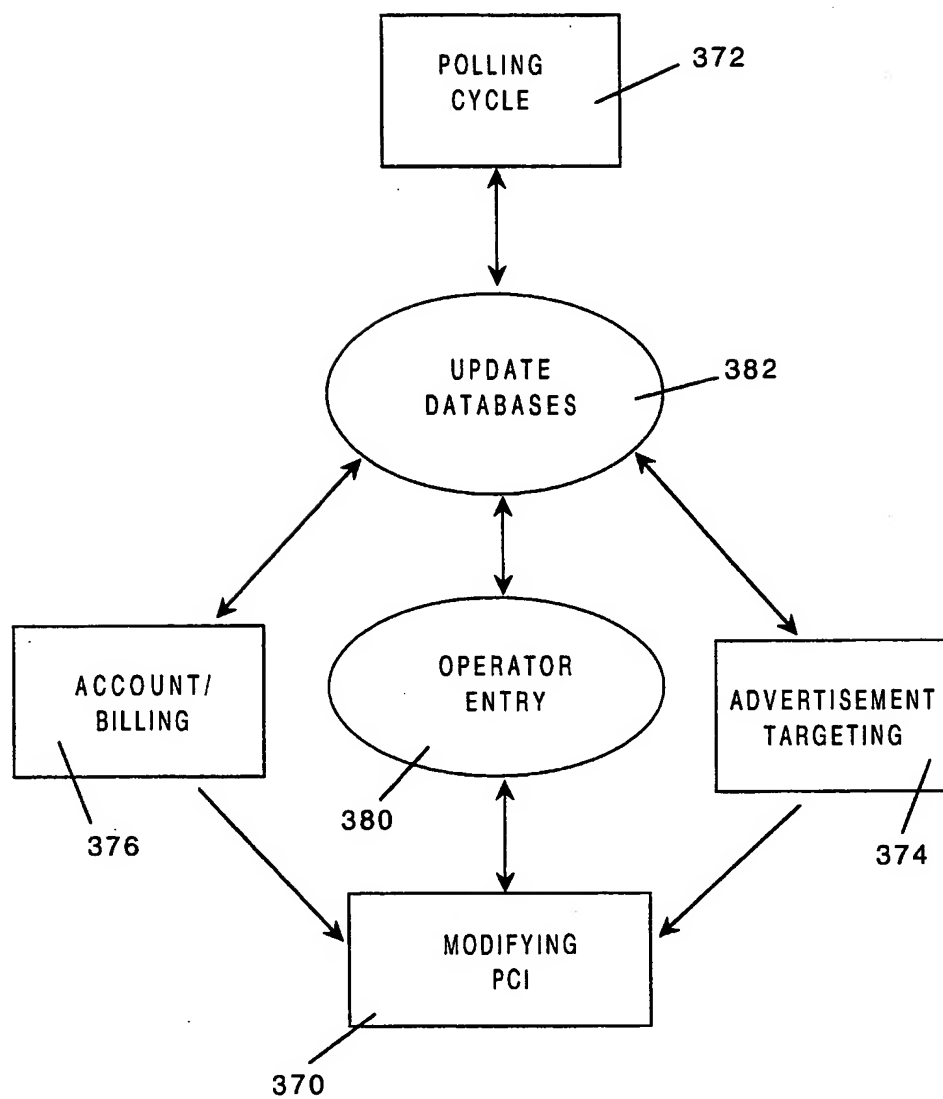 POLLING
CYCLE
372
UPDATE
DATABASES
382
ACCOUNT/
BILLING
376
OPERATOR
ENTRY
380
ADVERTISEMENT
TARGETING
374
MODIFYING
PCI
370